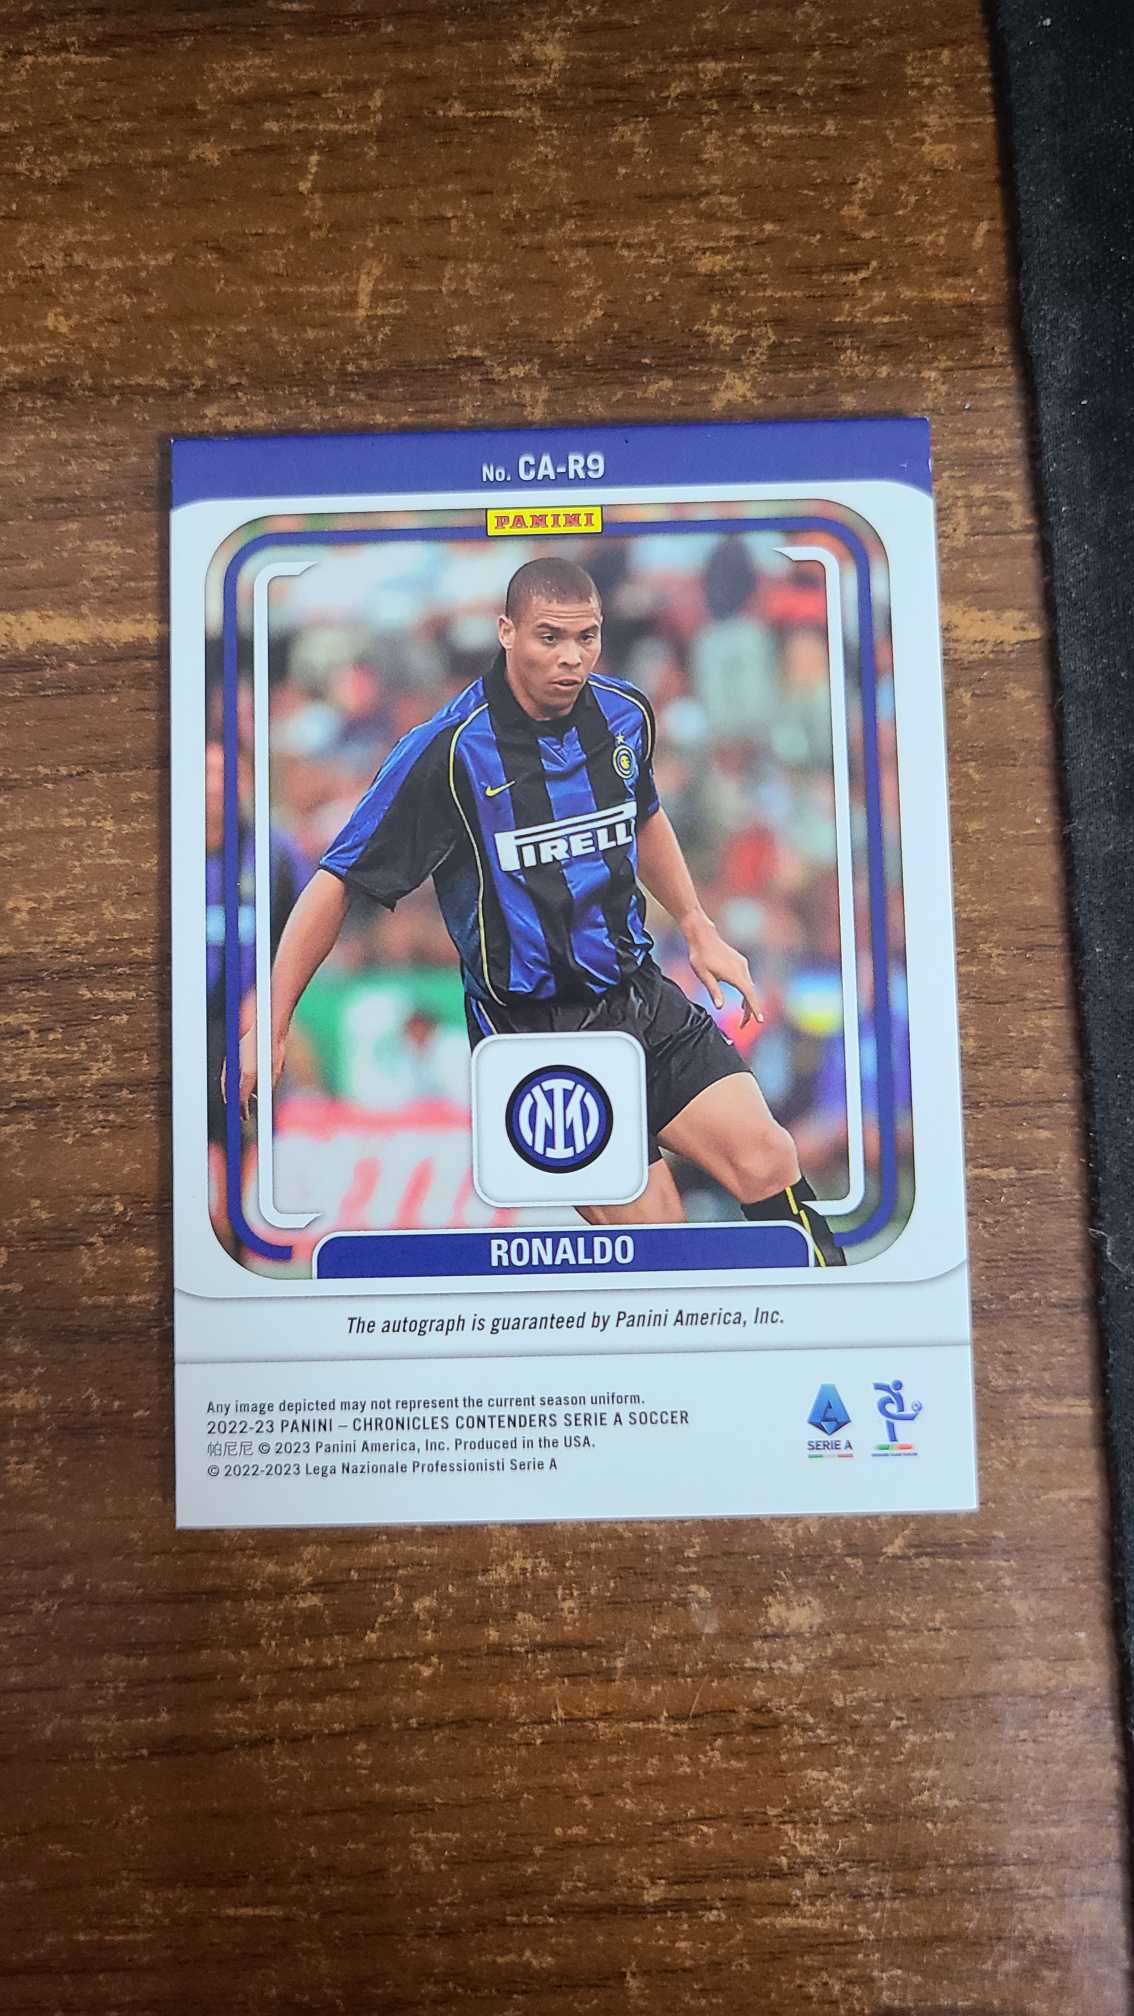 No. CA-R9
PANINI
PIRELLI
RONALDO
The autograph is guaranteed by Panini America, Inc.
Any image depicted may not represent the current season uniform.
2022-23 PANINI – CHRONICLES CONTENDERS SERIE A SOCCER
帕尼尼 © 2023 Panini America, Inc. Produced in the USA.
© 2022-2023 Lega Nazionale Professionisti Serie A
SERIE A